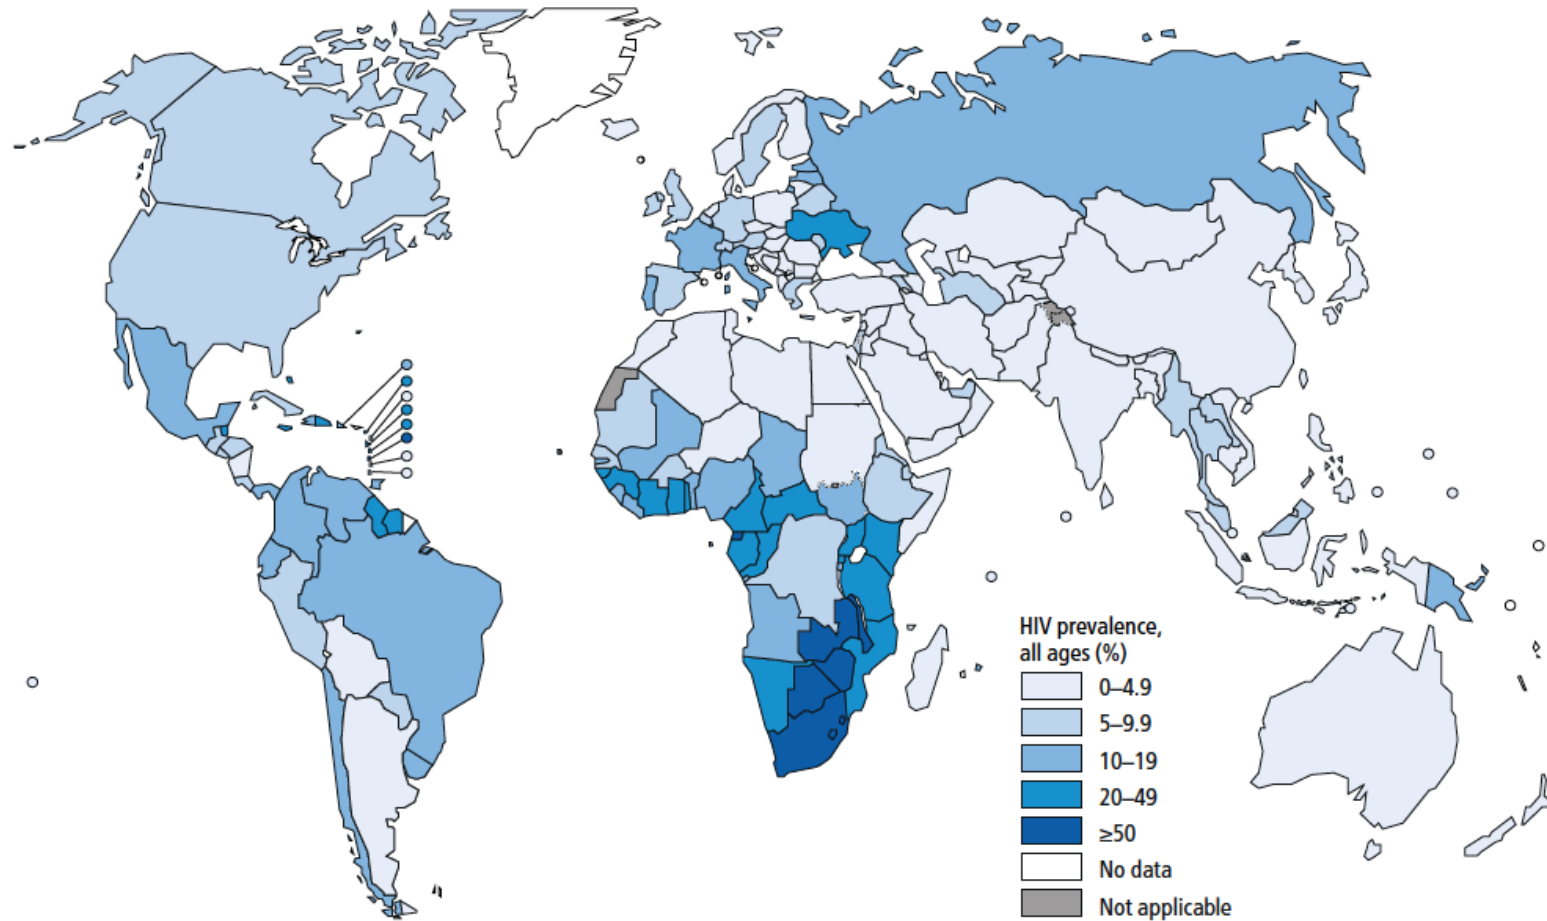 HIV prevalence,
all ages (%)
0–4.9
5–9.9
10–19
20–49
≥50
No data
Not applicable